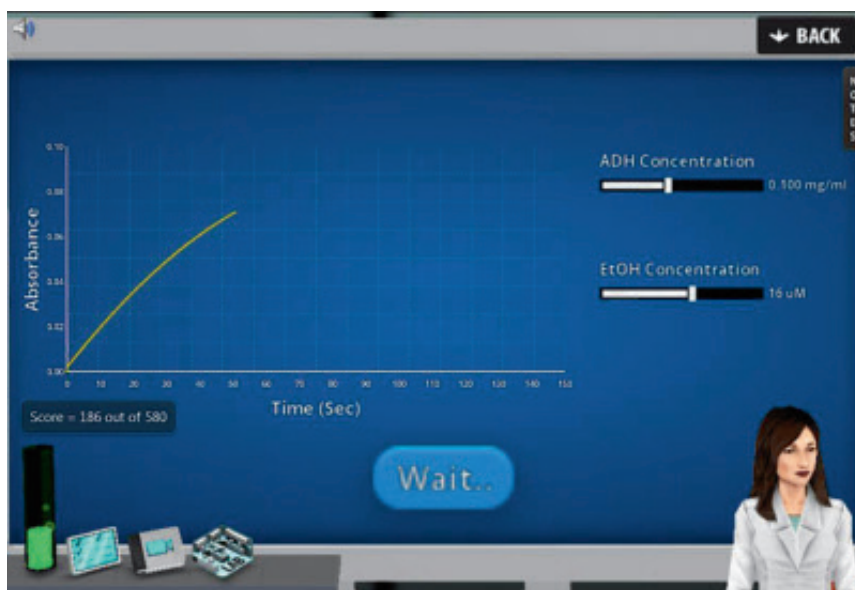 BACK
N
O
T
E
S
0.10
0.08
0.06
0.04
0.02
0.00
Absorbance
0 10 20 30 40 50 60 70 80 90 100 110 120 130 140 150
Time (Sec)
ADH Concentration
0.100 mg/ml
EtOH Concentration
16 uM
Score = 186 out of 580
Wait..